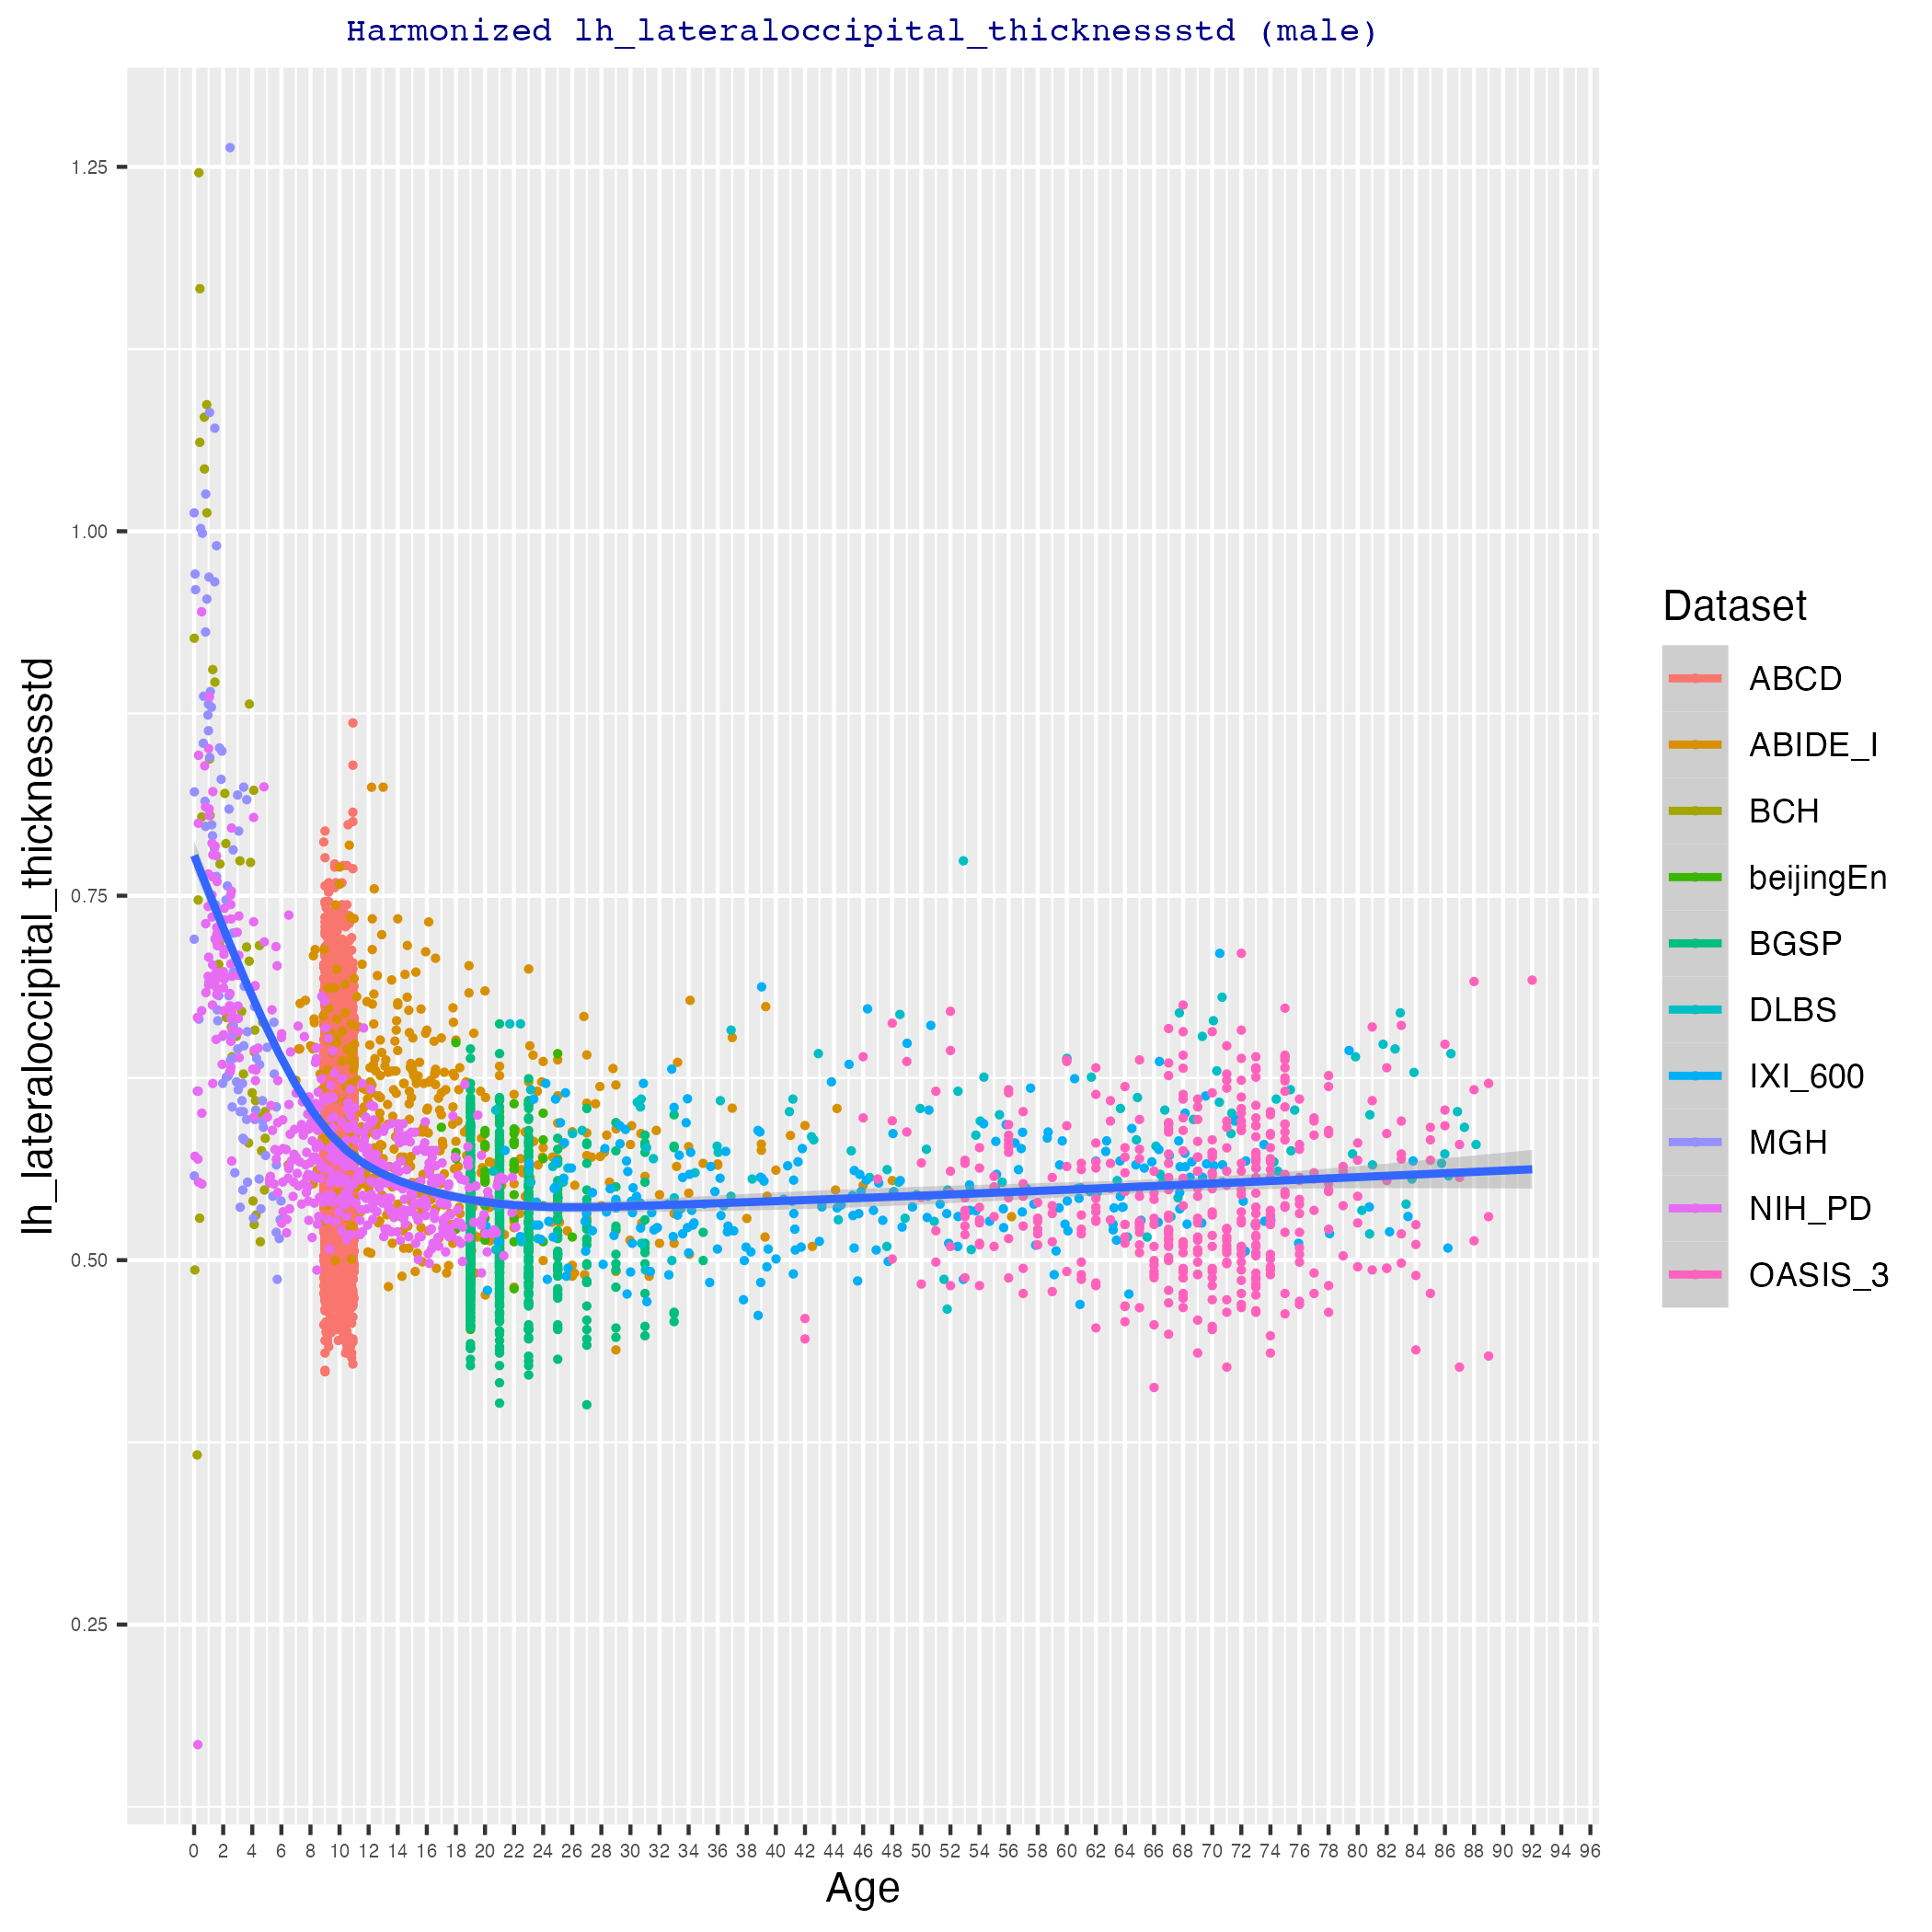 Harmonized lh_lateraloccipital_thicknessstd (male)
lh_lateraloccipital_thicknessstd
1.25
1.00
0.75
0.50
0.25
0 2 4 6 8 10 12 14 16 18 20 22 24 26 28 30 32 34 36 38 40 42 44 46 48 50 52 54 56 58 60 62 64 66 68 70 72 74 76 78 80 82 84 86 88 90 92 94 96
Age
Dataset
ABCD
ABIDE_I
BCH
beijingEn
BGSP
DLBS
IXI_600
MGH
NIH_PD
OASIS_3